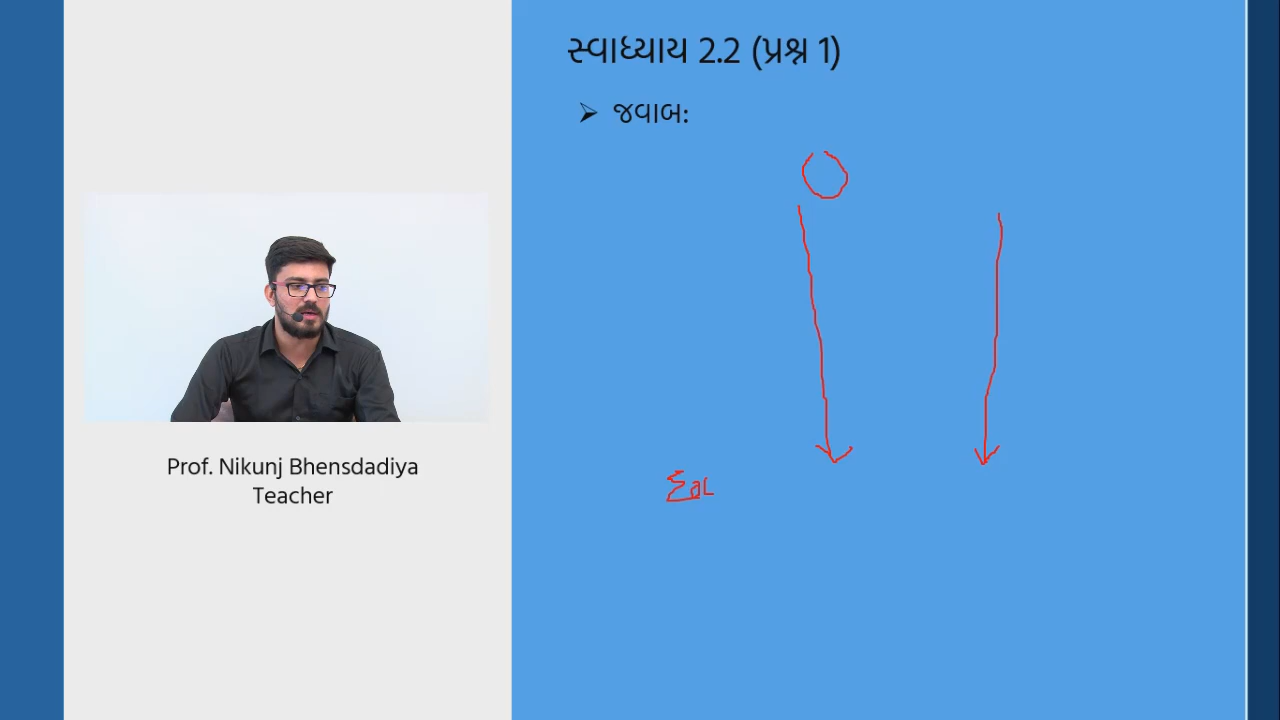 સ્વાધ્યાય 2.2 (પ્રશ્ન 1)
➢ જવાબ:
Prof. Nikunj Bhensdadiya
Teacher